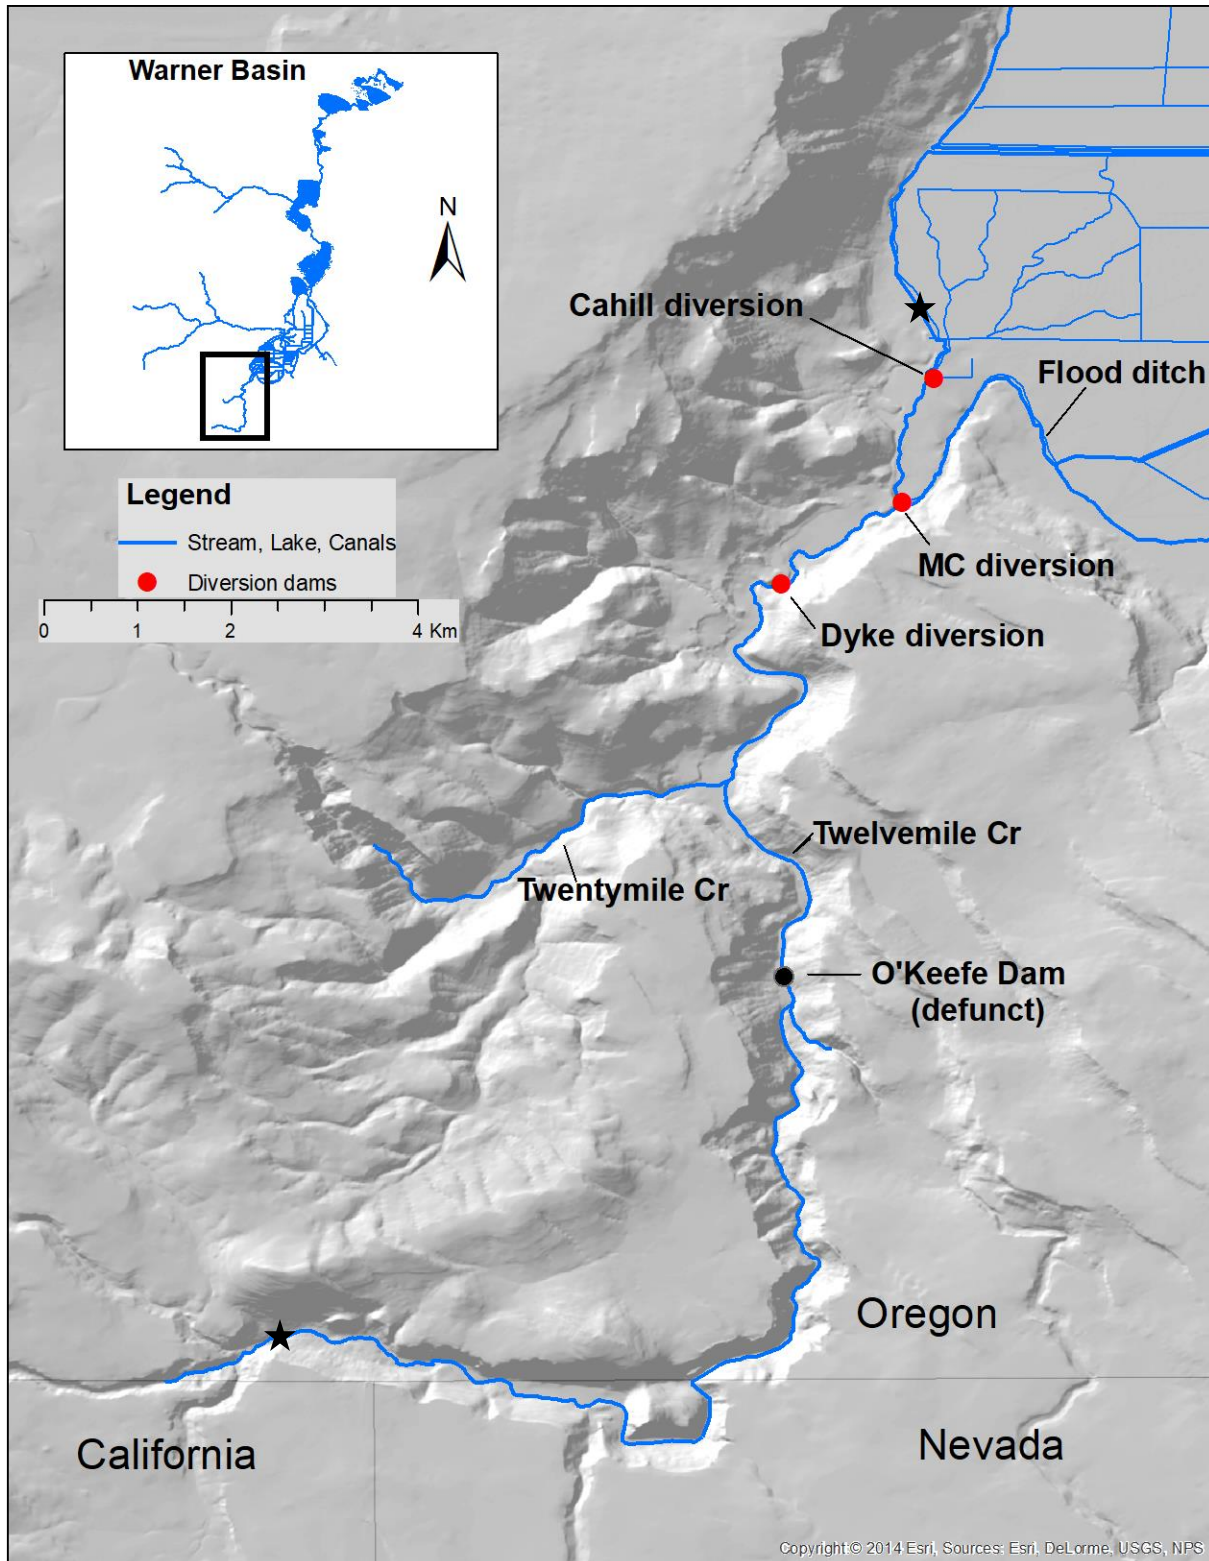 Warner Basin
N
Cahill diversion
Flood ditch
Legend
Stream, Lake, Canals
Diversion dams
0 1 2 4 Km
MC diversion
Dyke diversion
Twelvemile Cr
Twentymile Cr
O'Keefe Dam
(defunct)
Oregon
California
Nevada
Copyright:© 2014 Esri, Sources: Esri, DeLorme, USGS, NPS